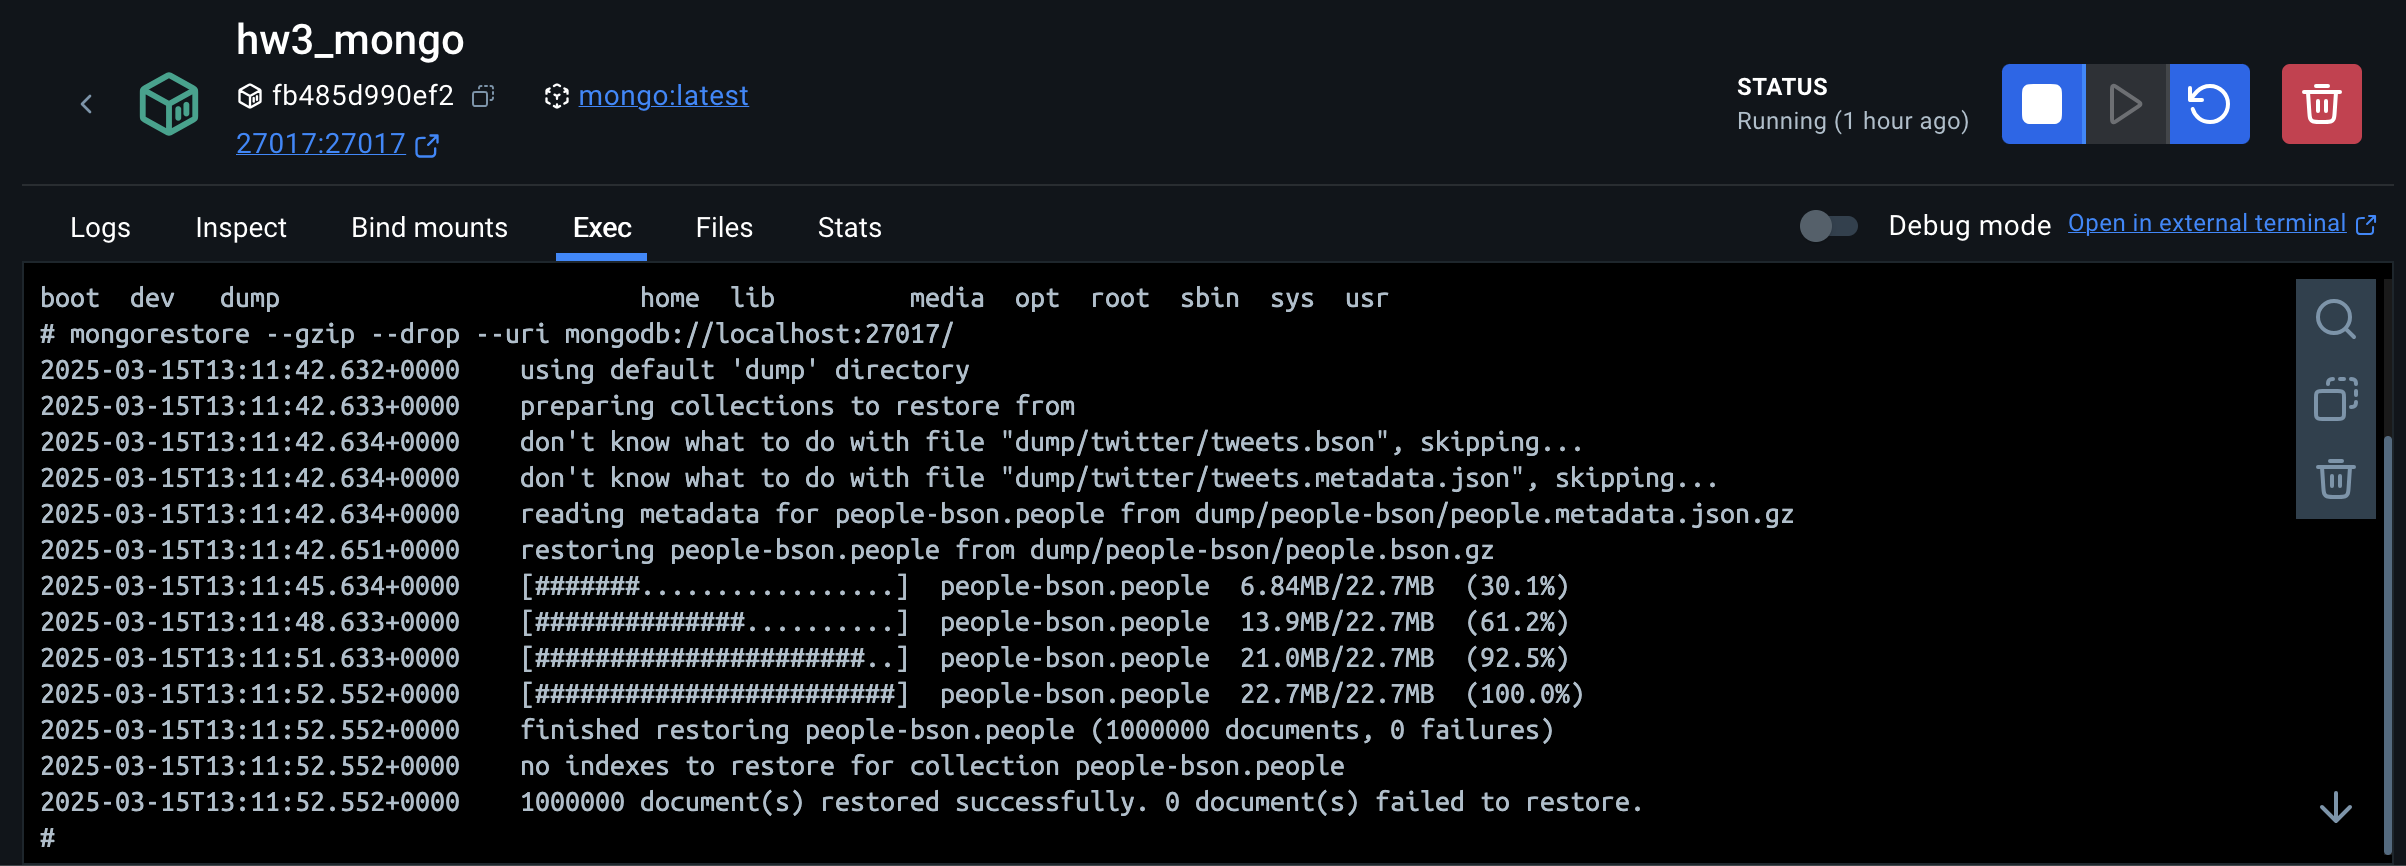 hw3_mongo
fb485d990ef2 mongo:latest
27017:27017
STATUS
Running (1 hour ago)
Logs Inspect Bind mounts Exec Files Stats
Debug mode Open in external terminal
boot  dev   dump                        home  lib         media  opt  root  sbin  sys  usr
# mongorestore --gzip --drop --uri mongodb://localhost:27017/
2025-03-15T13:11:42.632+0000    using default 'dump' directory
2025-03-15T13:11:42.633+0000    preparing collections to restore from
2025-03-15T13:11:42.634+0000    don't know what to do with file "dump/twitter/tweets.bson", skipping...
2025-03-15T13:11:42.634+0000    don't know what to do with file "dump/twitter/tweets.metadata.json", skipping...
2025-03-15T13:11:42.634+0000    reading metadata for people-bson.people from dump/people-bson/people.metadata.json.gz
2025-03-15T13:11:42.651+0000    restoring people-bson.people from dump/people-bson/people.bson.gz
2025-03-15T13:11:45.634+0000    [#######.................]  people-bson.people  6.84MB/22.7MB  (30.1%)
2025-03-15T13:11:48.633+0000    [##############..........]  people-bson.people  13.9MB/22.7MB  (61.2%)
2025-03-15T13:11:51.633+0000    [######################..]  people-bson.people  21.0MB/22.7MB  (92.5%)
2025-03-15T13:11:52.552+0000    [########################]  people-bson.people  22.7MB/22.7MB  (100.0%)
2025-03-15T13:11:52.552+0000    finished restoring people-bson.people (1000000 documents, 0 failures)
2025-03-15T13:11:52.552+0000    no indexes to restore for collection people-bson.people
2025-03-15T13:11:52.552+0000    1000000 document(s) restored successfully. 0 document(s) failed to restore.
#